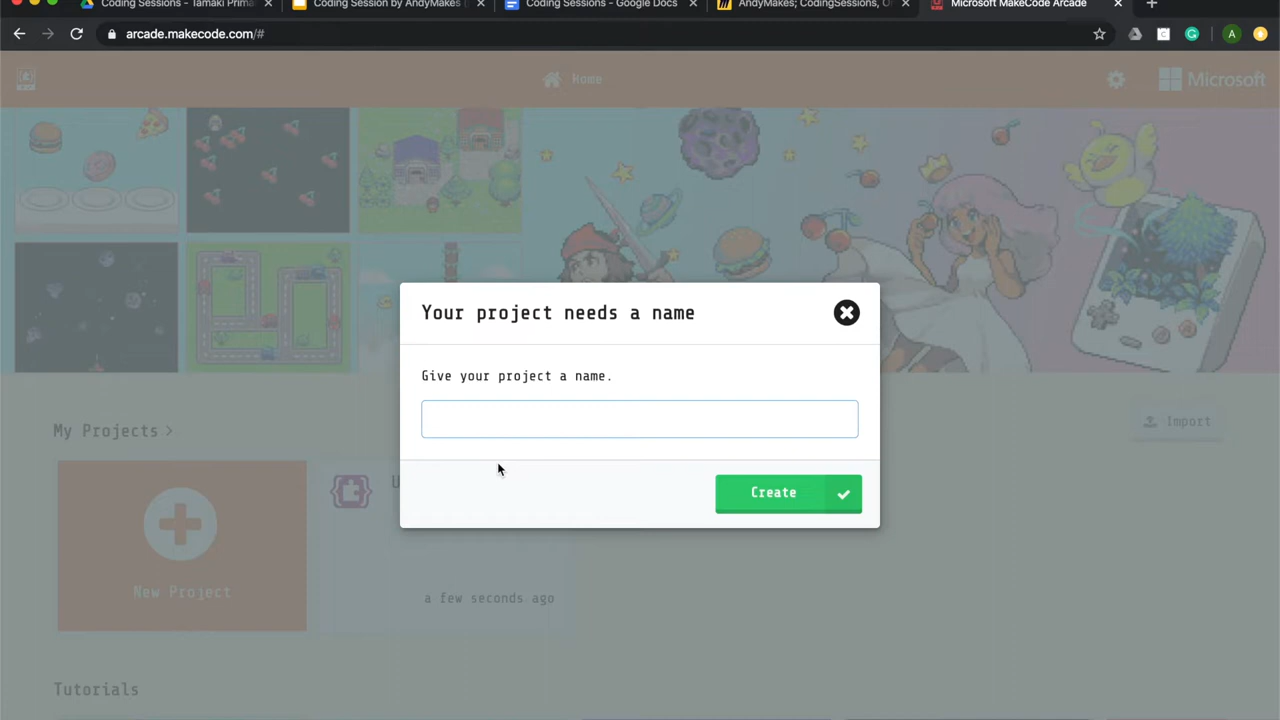 Coding Sessions - Tamaki Prima
Coding Session by AndyMakes
Coding Sessions - Google Docs
AndyMakes; CodingSessions, O
Microsoft MakeCode Arcade
arcade.makecode.com/#
A
Home
Microsoft
Your project needs a name
Give your project a name.
My Projects >
Import
Create
U
New Project
a few seconds ago
Tutorials